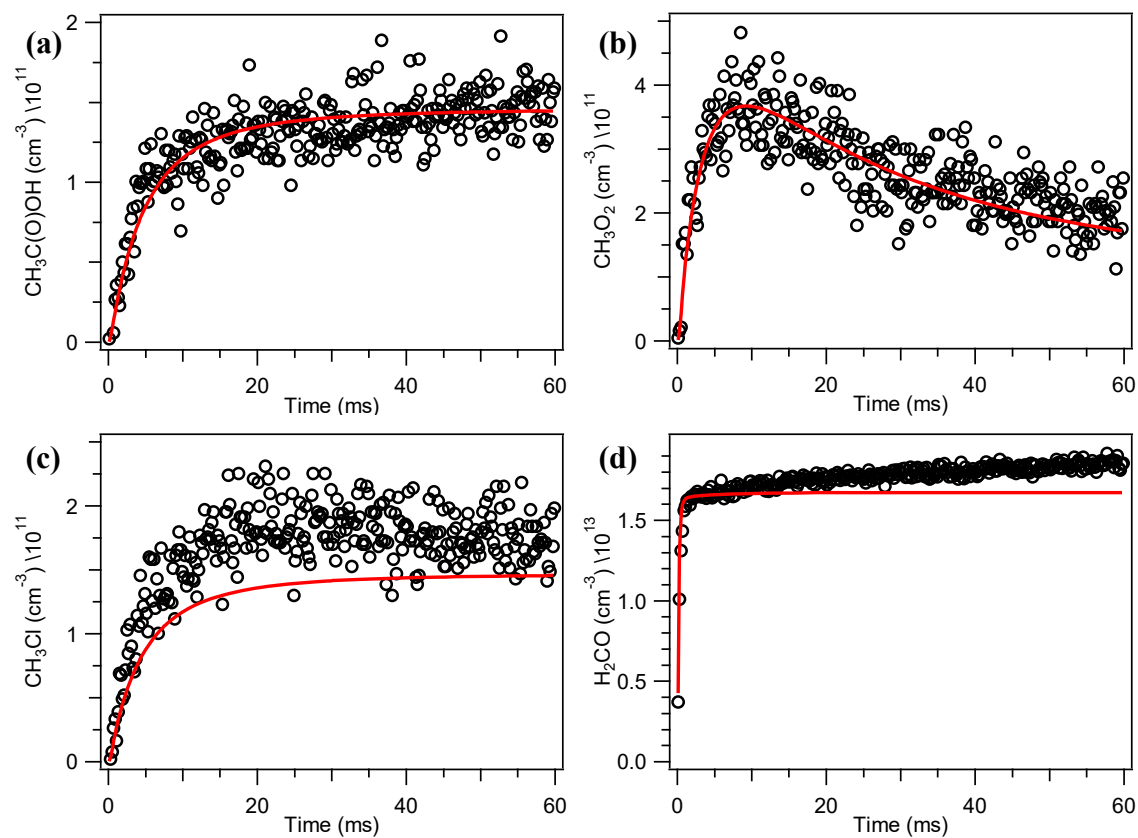 (a)
CH₃C(O)OH (cm⁻³) \10¹¹
2
1
0
0 20 40 60
Time (ms)
(b)
CH₃O₂ (cm⁻³) \10¹¹
4
2
0
0 20 40 60
Time (ms)
(c)
CH₃Cl (cm⁻³) \10¹¹
2
1
0
0 20 40 60
Time (ms)
(d)
H₂CO (cm⁻³) \10¹³
1.5
1.0
0.5
0.0
0 20 40 60
Time (ms)